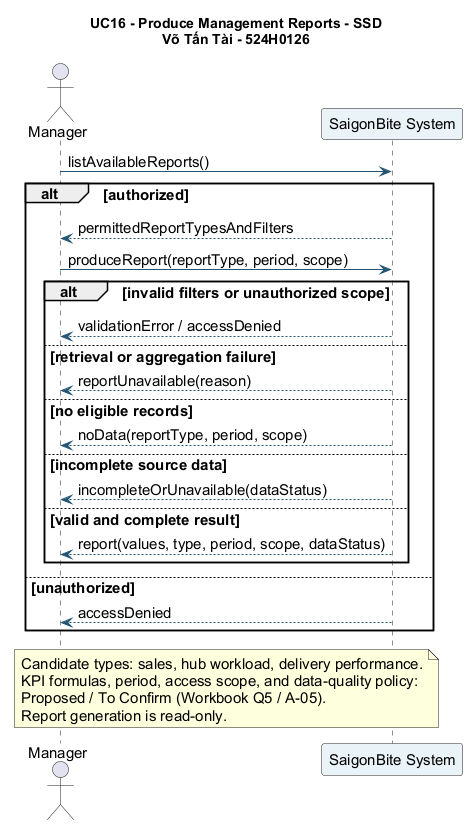 UC16 - Produce Management Reports - SSD
Võ Tấn Tài - 524H0126
Manager
SaigonBite System
listAvailableReports()
alt [authorized]
permittedReportTypesAndFilters
produceReport(reportType, period, scope)
alt [invalid filters or unauthorized scope]
validationError / accessDenied
[retrieval or aggregation failure]
reportUnavailable(reason)
[no eligible records]
noData(reportType, period, scope)
[incomplete source data]
incompleteOrUnavailable(dataStatus)
[valid and complete result]
report(values, type, period, scope, dataStatus)
[unauthorized]
accessDenied
Candidate types: sales, hub workload, delivery performance.
KPI formulas, period, access scope, and data-quality policy:
Proposed / To Confirm (Workbook Q5 / A-05).
Report generation is read-only.
Manager
SaigonBite System